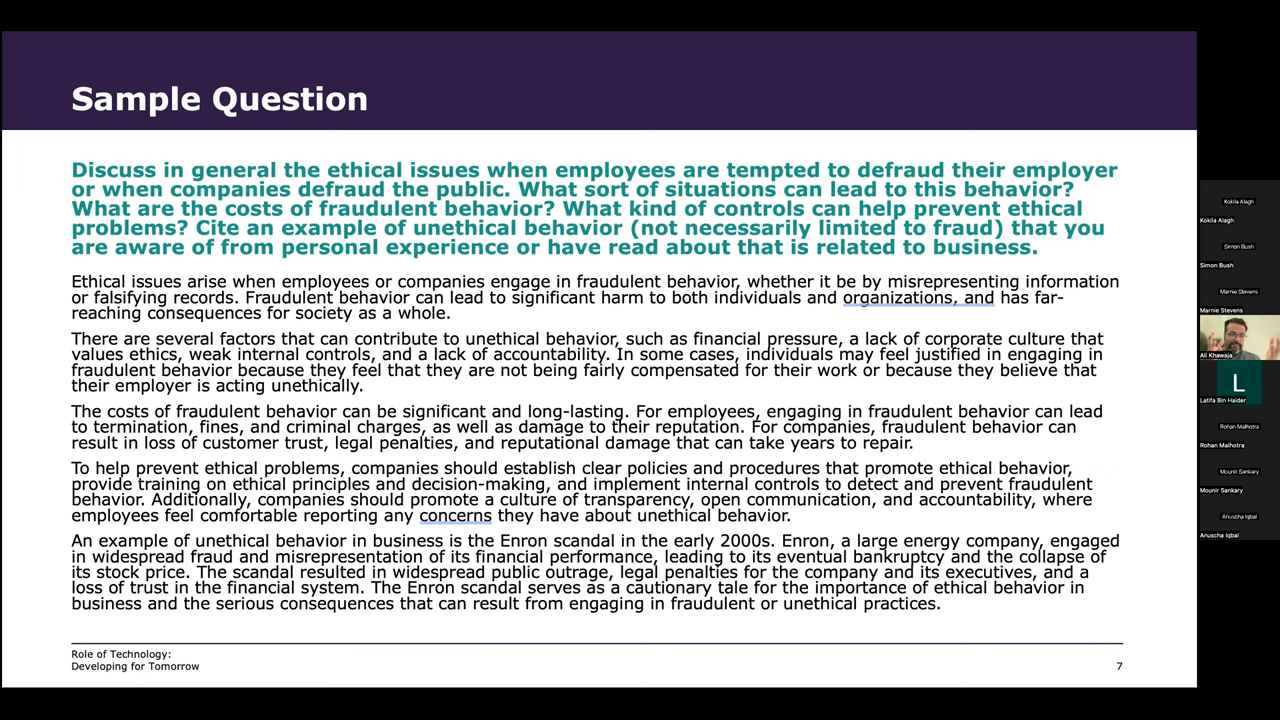 Sample Question
Discuss in general the ethical issues when employees are tempted to defraud their employer
or when companies defraud the public. What sort of situations can lead to this behavior?
What are the costs of fraudulent behavior? What kind of controls can help prevent ethical
problems? Cite an example of unethical behavior (not necessarily limited to fraud) that you
are aware of from personal experience or have read about that is related to business.
Ethical issues arise when employees or companies engage in fraudulent behavior, whether it be by misrepresenting information
or falsifying records. Fraudulent behavior can lead to significant harm to both individuals and organizations, and has far-
reaching consequences for society as a whole.
There are several factors that can contribute to unethical behavior, such as financial pressure, a lack of corporate culture that
values ethics, weak internal controls, and a lack of accountability. In some cases, individuals may feel justified in engaging in
fraudulent behavior because they feel that they are not being fairly compensated for their work or because they believe that
their employer is acting unethically.
The costs of fraudulent behavior can be significant and long-lasting. For employees, engaging in fraudulent behavior can lead
to termination, fines, and criminal charges, as well as damage to their reputation. For companies, fraudulent behavior can
result in loss of customer trust, legal penalties, and reputational damage that can take years to repair.
To help prevent ethical problems, companies should establish clear policies and procedures that promote ethical behavior,
provide training on ethical principles and decision-making, and implement internal controls to detect and prevent fraudulent
behavior. Additionally, companies should promote a culture of transparency, open communication, and accountability, where
employees feel comfortable reporting any concerns they have about unethical behavior.
An example of unethical behavior in business is the Enron scandal in the early 2000s. Enron, a large energy company, engaged
in widespread fraud and misrepresentation of its financial performance, leading to its eventual bankruptcy and the collapse of
its stock price. The scandal resulted in widespread public outrage, legal penalties for the company and its executives, and a
loss of trust in the financial system. The Enron scandal serves as a cautionary tale for the importance of ethical behavior in
business and the serious consequences that can result from engaging in fraudulent or unethical practices.
Role of Technology:
Developing for Tomorrow
7
Kokila Alagh
Kokila Alagh
Simon Bush
Simon Bush
Marnie Stevens
Marnie Stevens
Ali Khawaja
L
Latifa Bin Haider
Rohan Malhotra
Rohan Malhotra
Mounir Sankary
Mounir Sankary
Anuscha Iqbal
Anuscha Iqbal